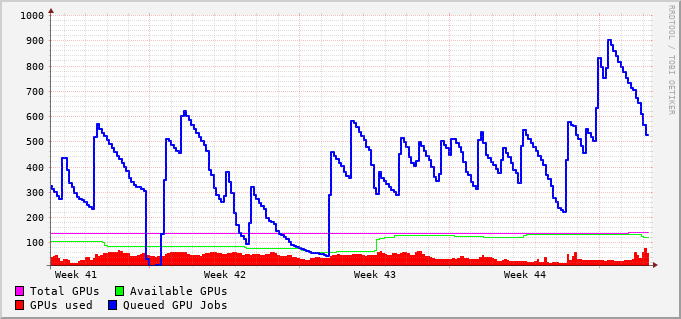 1000
900
800
700
600
500
400
300
200
100
Week 41 Week 42 Week 43 Week 44
Total GPUs Available GPUs
GPUs used Queued GPU Jobs
RRDTOOL / TOBI OETIKER